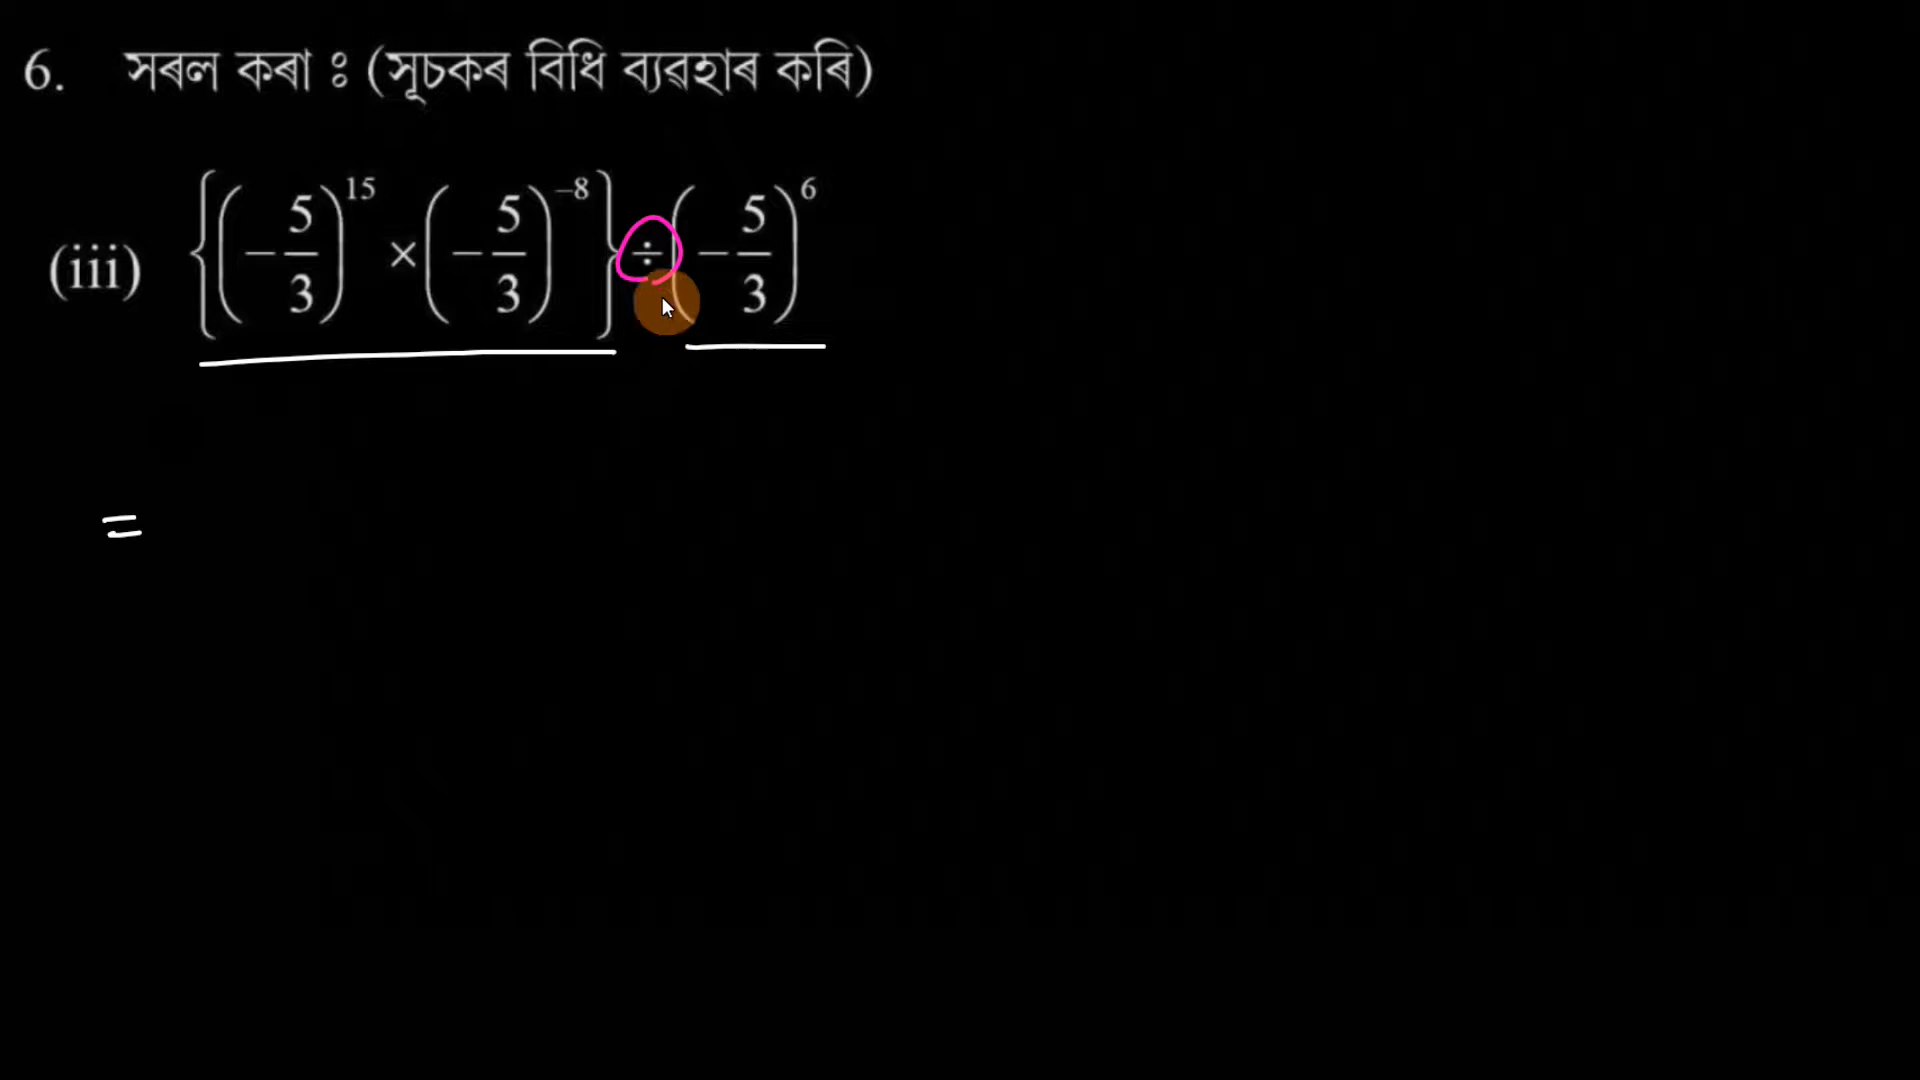 6. সৰল কৰা ঃ (সূচকৰ বিধি ব্যৱহাৰ কৰি)
(iii) {(-5/3)^15 × (-5/3)^-8} ÷ (-5/3)^6
=